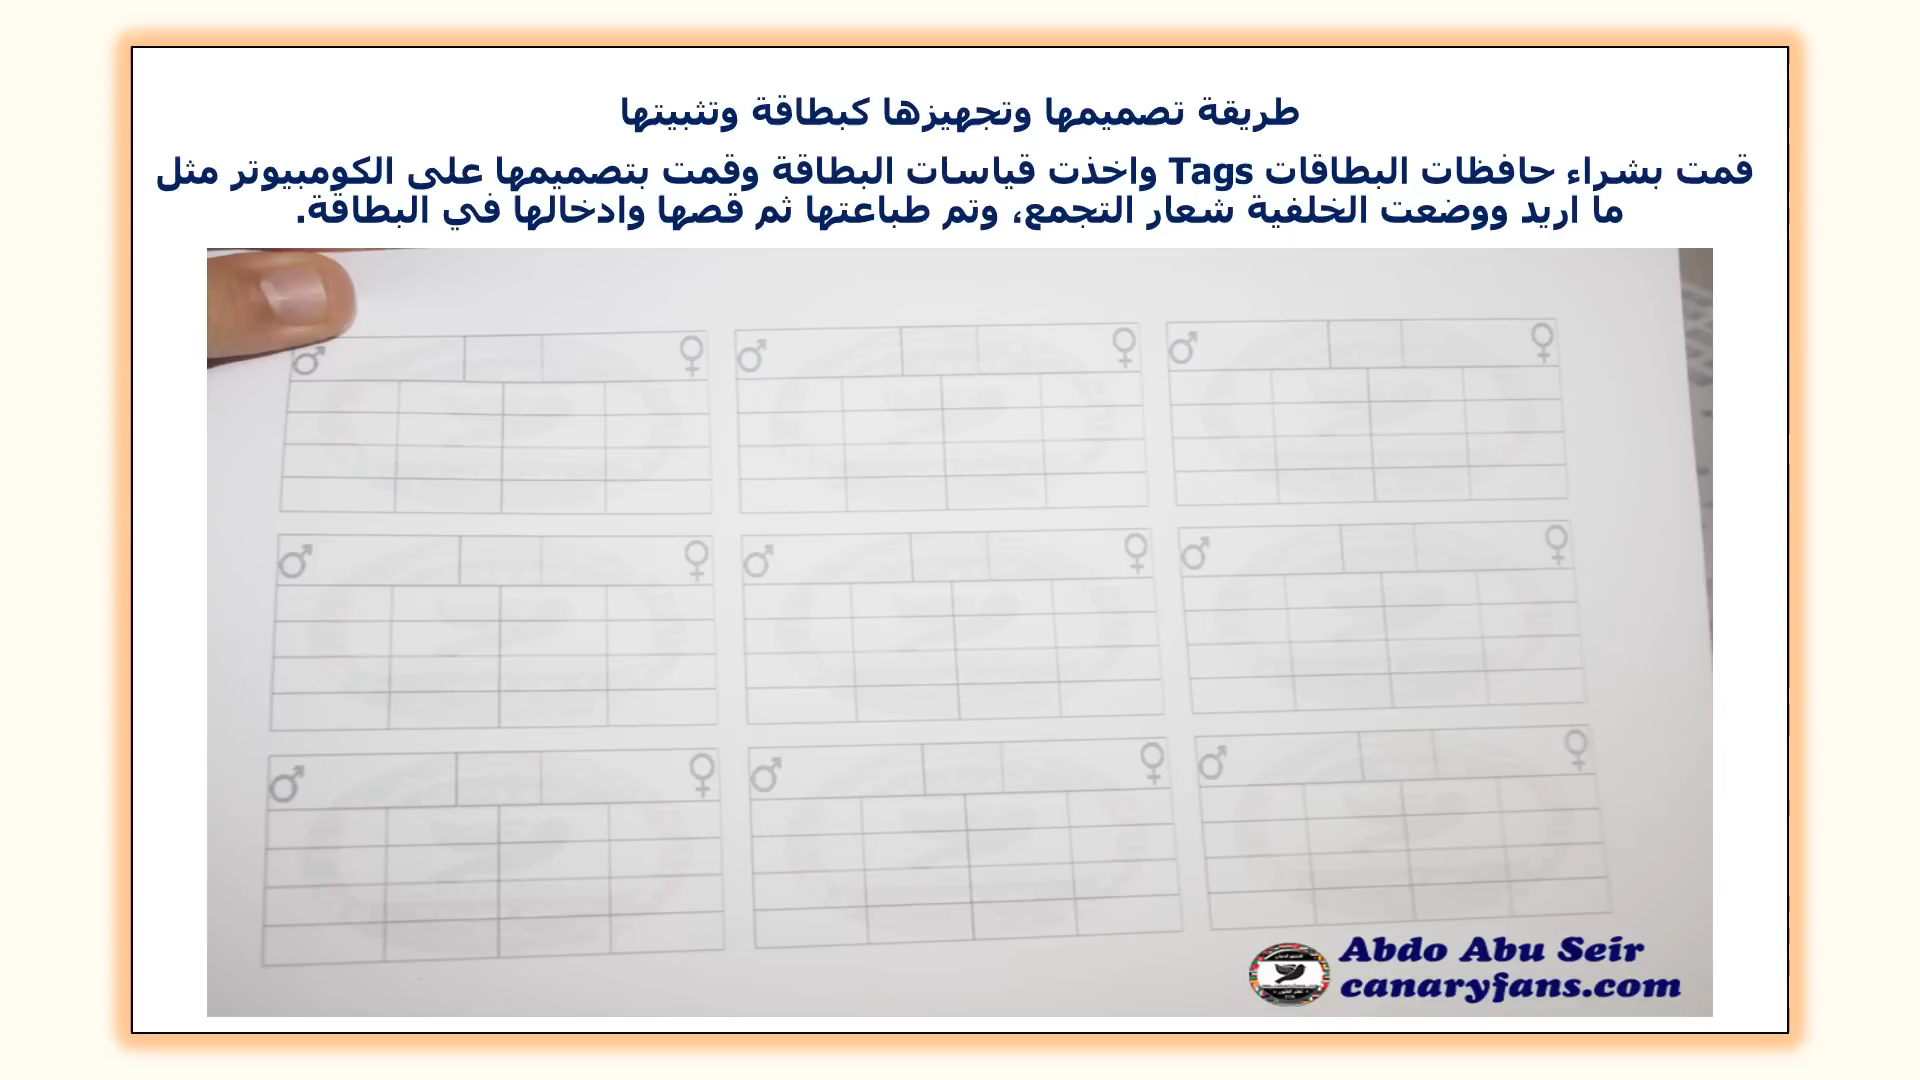 طريقة تصميمها وتجهيزها كبطاقة وتثبيتها
قمت بشراء حافظات البطاقات Tags واخذت قياسات البطاقة وقمت بتصميمها على الكومبيوتر مثل
ما اريد ووضعت الخلفية شعار التجمع، وتم طباعتها ثم قصها وادخالها في البطاقة.
♂ ♀ ♂ ♀ ♂ ♀
♂ ♀ ♂ ♀ ♂ ♀
♂ ♀ ♂ ♀ ♂ ♀
Abdo Abu Seir
canaryfans.com